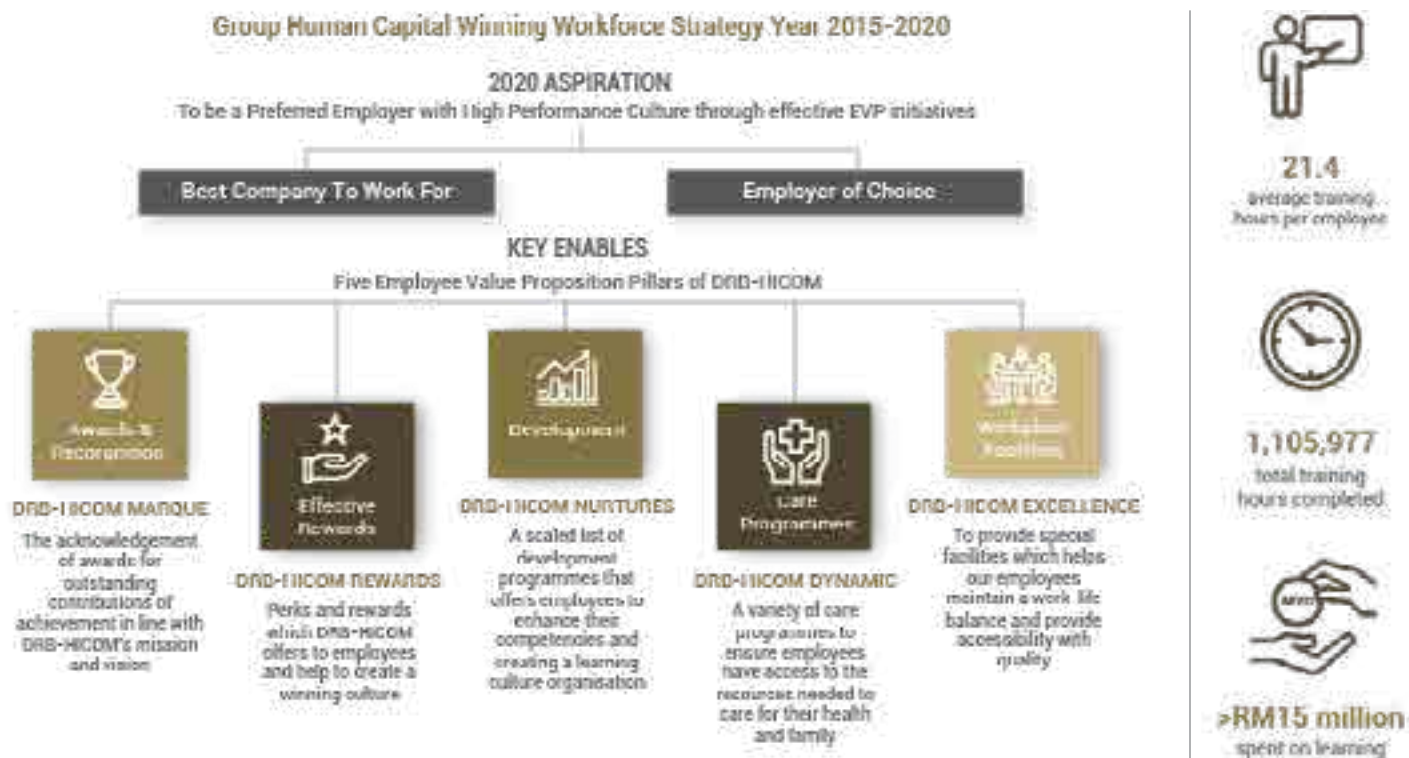 Group Human Capital Winning Workforce Strategy Year 2015-2020
2020 ASPIRATION
To be a Preferred Employer with High Performance Culture through effective EVP initiatives
Best Company To Work For
Employer of Choice
KEY ENABLES
Five Employee Value Proposition Pillars of DRB-HICOM
Awards &
Recognition
DRB-HICOM MARQUE
The acknowledgement
of awards for
outstanding
contributions of
achievement in line with
DRB-HICOM's mission
and vision
Effective
Rewards
DRB-HICOM REWARDS
Perks and rewards
which DRB-HICOM
offers to employees
and help to create a
winning culture
Development
DRB-HICOM NURTURES
A scaled list of
development
programmes that
offers employees to
enhance their
competencies and
creating a learning
culture organisation
Care
Programmes
DRB-HICOM DYNAMIC
A variety of care
programmes to
ensure employees
have access to the
resources needed to
care for their health
and family
Workplace
Facilities
DRB-HICOM EXCELLENCE
To provide special
facilities which helps
our employees
maintain a work life
balance and provide
accessibility with
quality
21.4
average training
hours per employee
1,105,977
total training
hours completed
>RM15 million
spent on learning